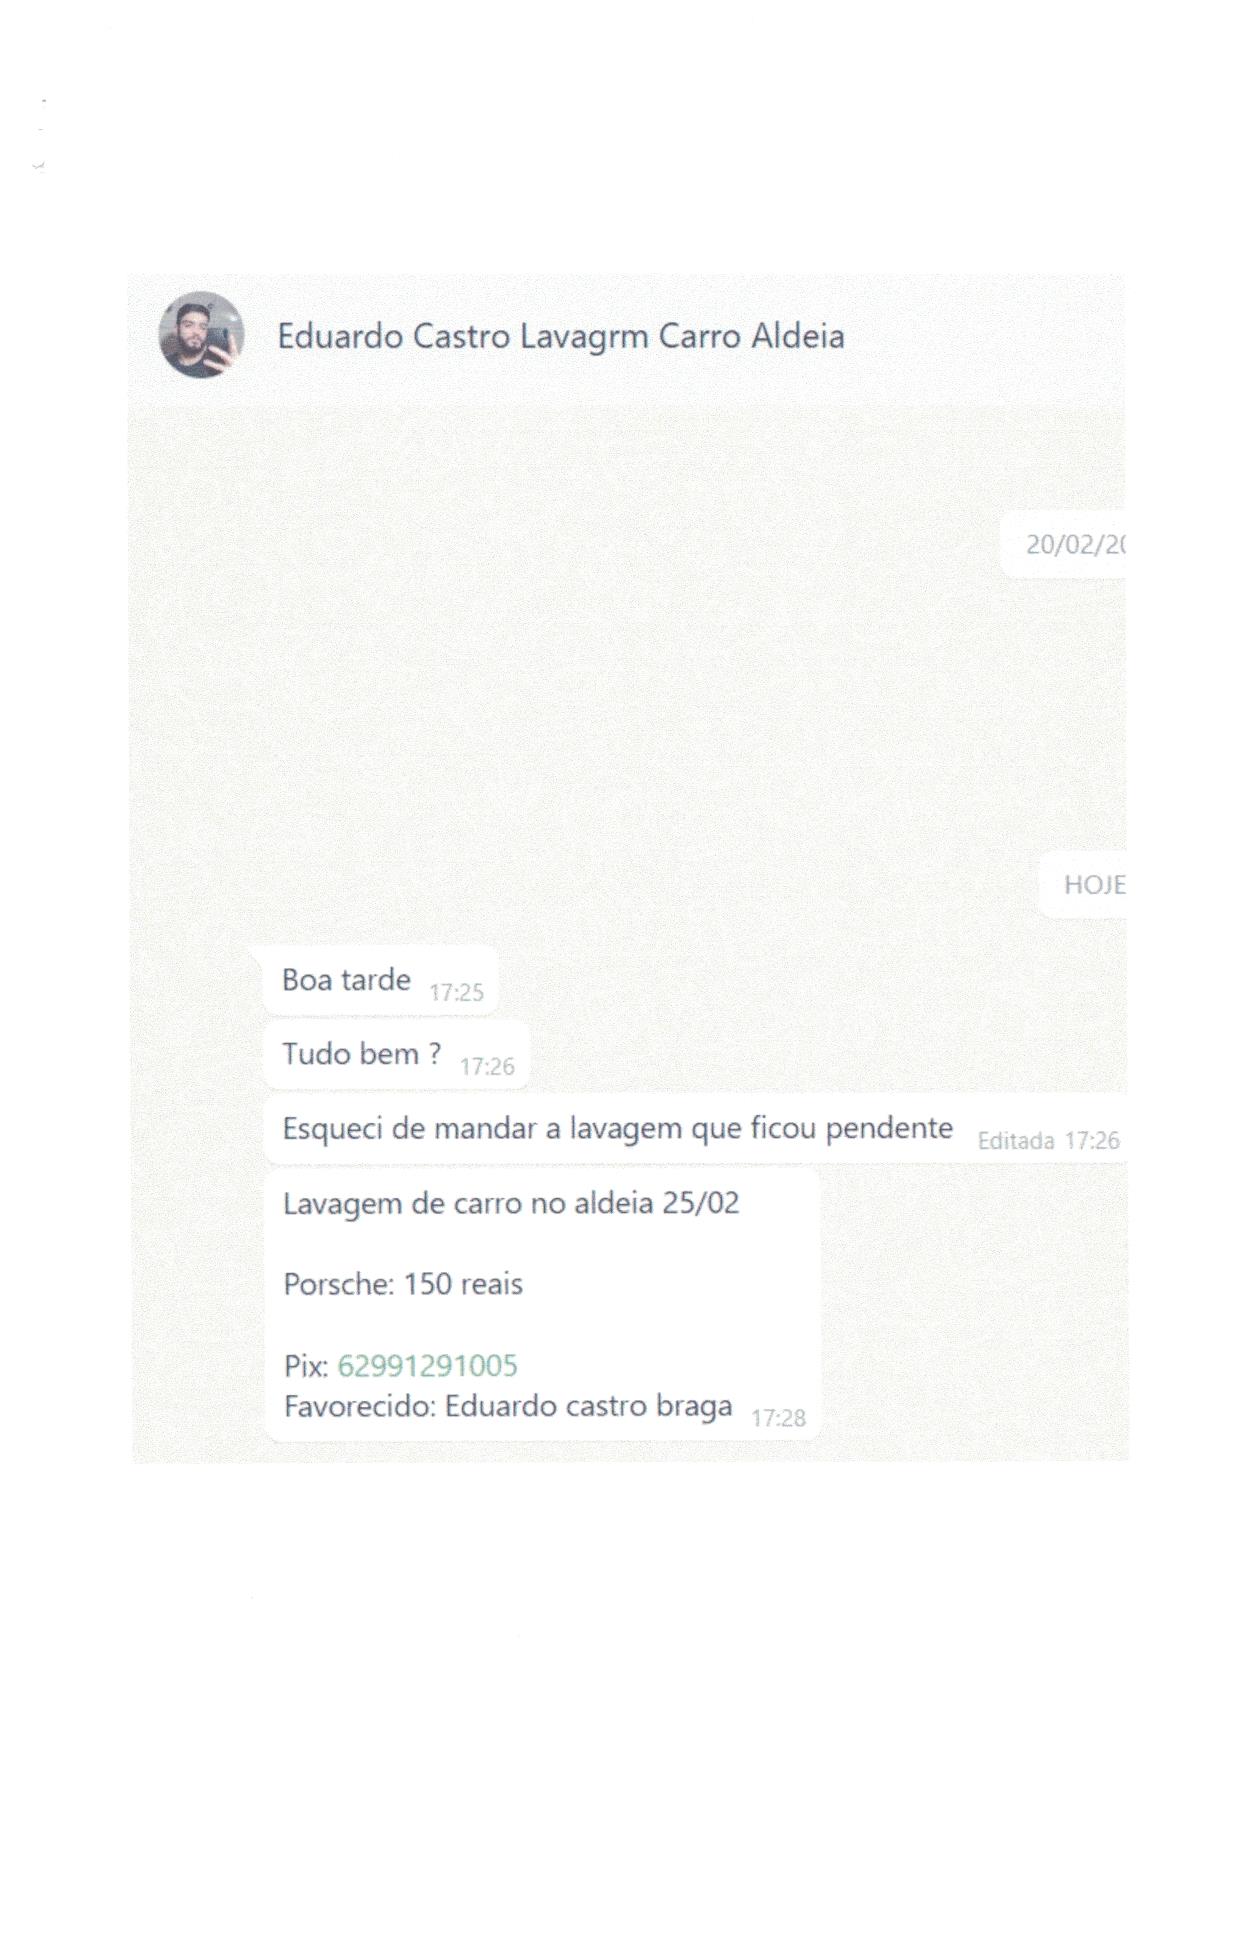 Eduardo Castro Lavagrm Carro Aldeia
20/02/20
HOJE
Boa tarde 17:25
Tudo bem ? 17:26
Esqueci de mandar a lavagem que ficou pendente Editada 17:26
Lavagem de carro no aldeia 25/02
Porsche: 150 reais
Pix: 62991291005
Favorecido: Eduardo castro braga 17:28